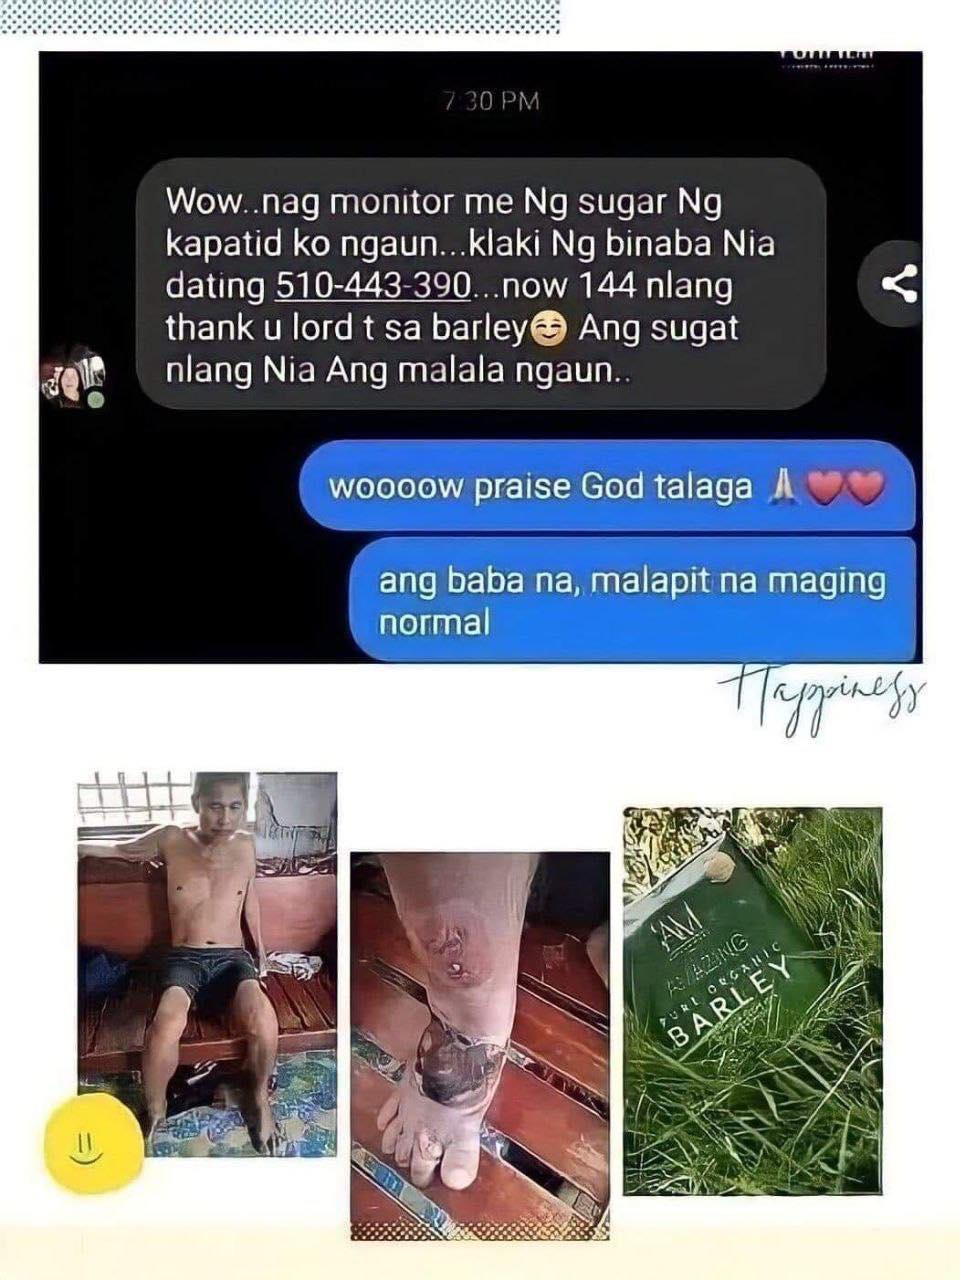 7:30 PM
Wow..nag monitor me Ng sugar Ng
kapatid ko ngaun...klaki Ng binaba Nia
dating 510-443-390...now 144 nlang
thank u lord t sa barley😊 Ang sugat
nlang Nia Ang malala ngaun..
woooow praise God talaga 🙏❤️❤️
ang baba na, malapit na maging
normal
Happiness
AM
AMAZING
PURE ORGANIC
BARLEY